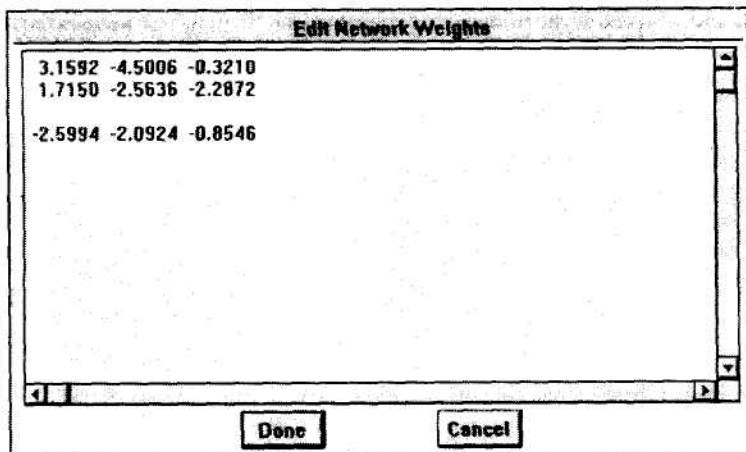 Edit Network Weights
3.1592 -4.5006 -0.3210
1.7150 -2.5636 -2.2872
-2.5994 -2.0924 -0.8546
Done
Cancel